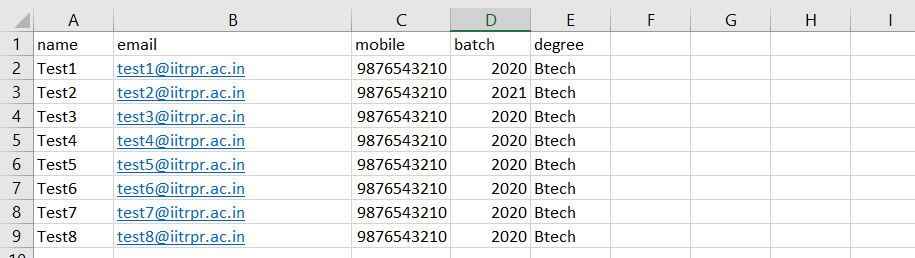 A B C D E F G H I
1 name email mobile batch degree
2 Test1 test1@iitrpr.ac.in 9876543210 2020 Btech
3 Test2 test2@iitrpr.ac.in 9876543210 2021 Btech
4 Test3 test3@iitrpr.ac.in 9876543210 2020 Btech
5 Test4 test4@iitrpr.ac.in 9876543210 2020 Btech
6 Test5 test5@iitrpr.ac.in 9876543210 2020 Btech
7 Test6 test6@iitrpr.ac.in 9876543210 2020 Btech
8 Test7 test7@iitrpr.ac.in 9876543210 2020 Btech
9 Test8 test8@iitrpr.ac.in 9876543210 2020 Btech
10